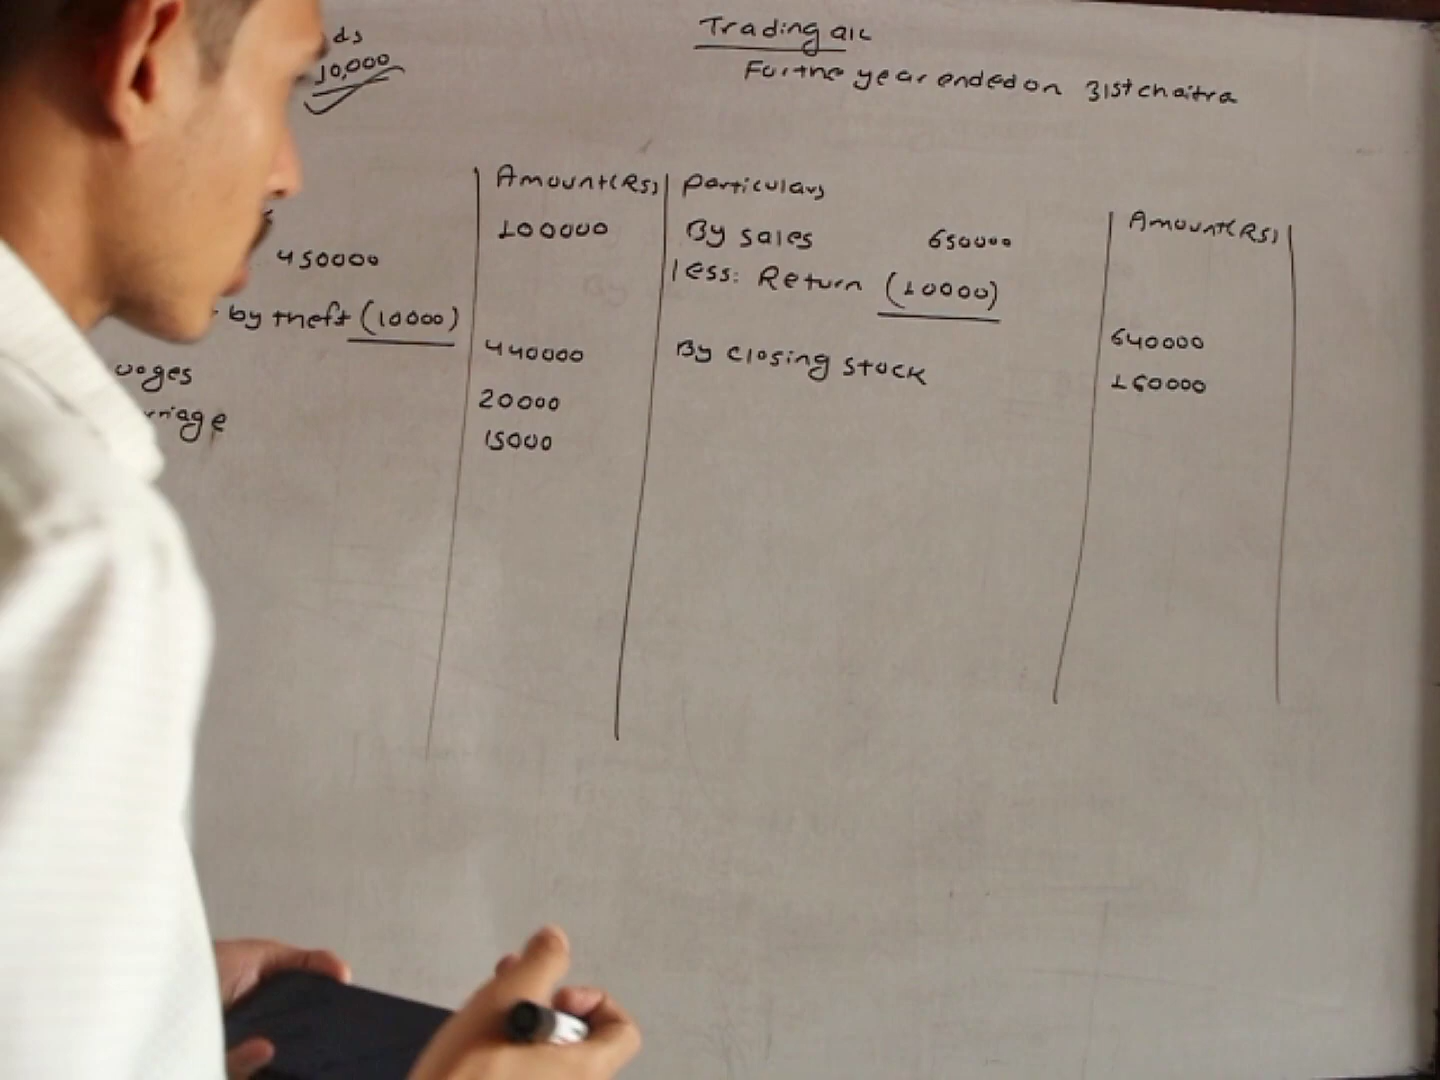 ds
10,000
Trading a/c
For the year ended on 31st chaitra
Amount(Rs) particulars Amount(Rs)
100000 By sales 650000
450000 less: Return (10000)
by theft (10000) 640000
440000 By closing stock
wages 20000
15000